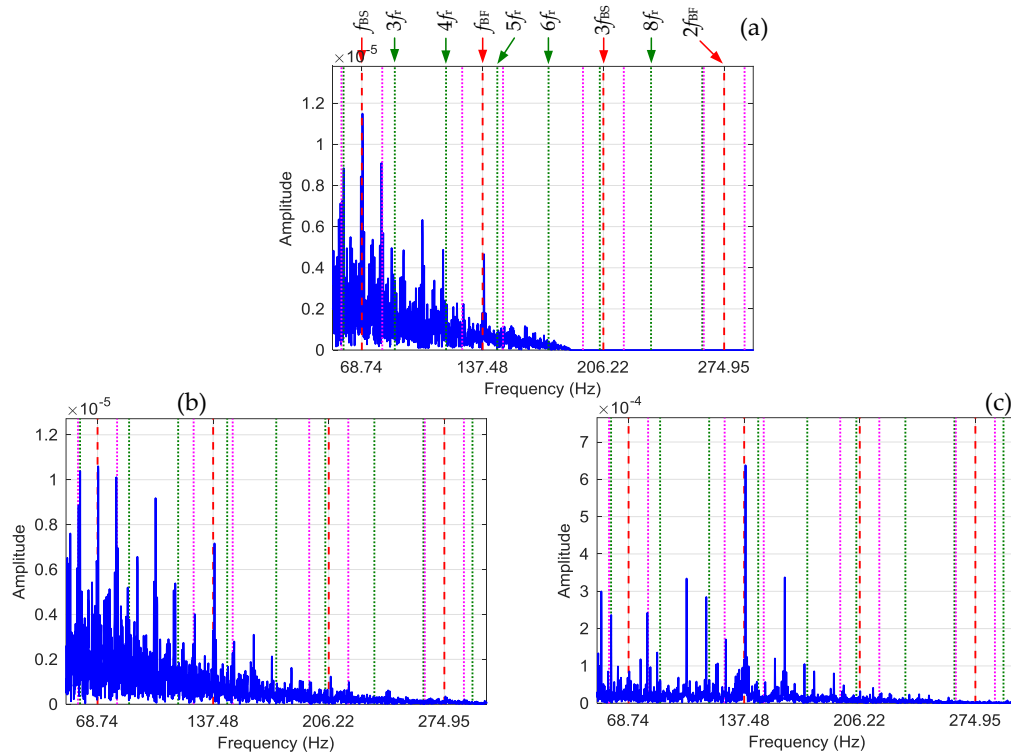 f_BS 3f_r 4f_r f_BF 5f_r 6f_r 3f_BS 8f_r 2f_BF (a)
×10^-5
1.2
1
0.8
0.6
0.4
0.2
0
Amplitude
68.74 137.48 206.22 274.95
Frequency (Hz)
(b)
×10^-5
1.2
1
0.8
0.6
0.4
0.2
0
Amplitude
68.74 137.48 206.22 274.95
Frequency (Hz)
(c)
×10^-4
7
6
5
4
3
2
1
0
Amplitude
68.74 137.48 206.22 274.95
Frequency (Hz)